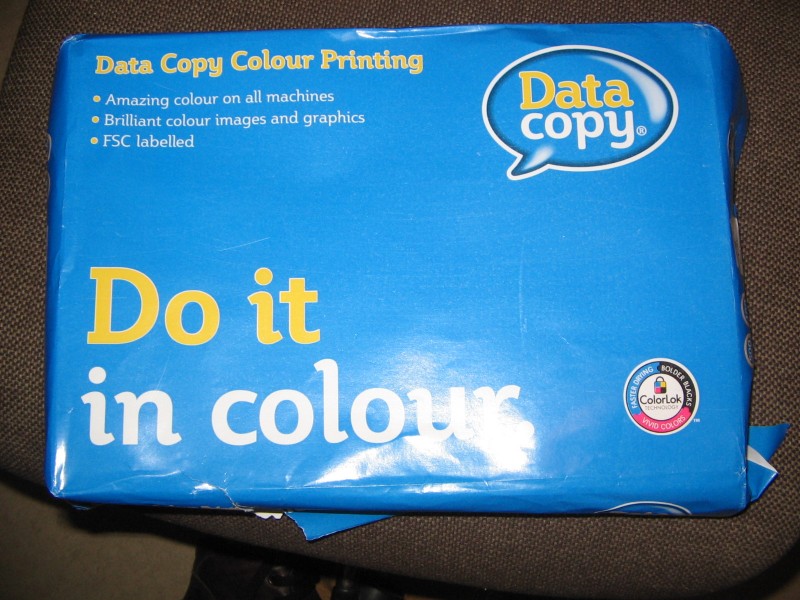 Data Copy Colour Printing
• Amazing colour on all machines
• Brilliant colour images and graphics
• FSC labelled
Data
copy®
Do it
in colour.
FASTER DRYING BOLDER BLACKS
ColorLok
TECHNOLOGY
VIVID COLORS
™